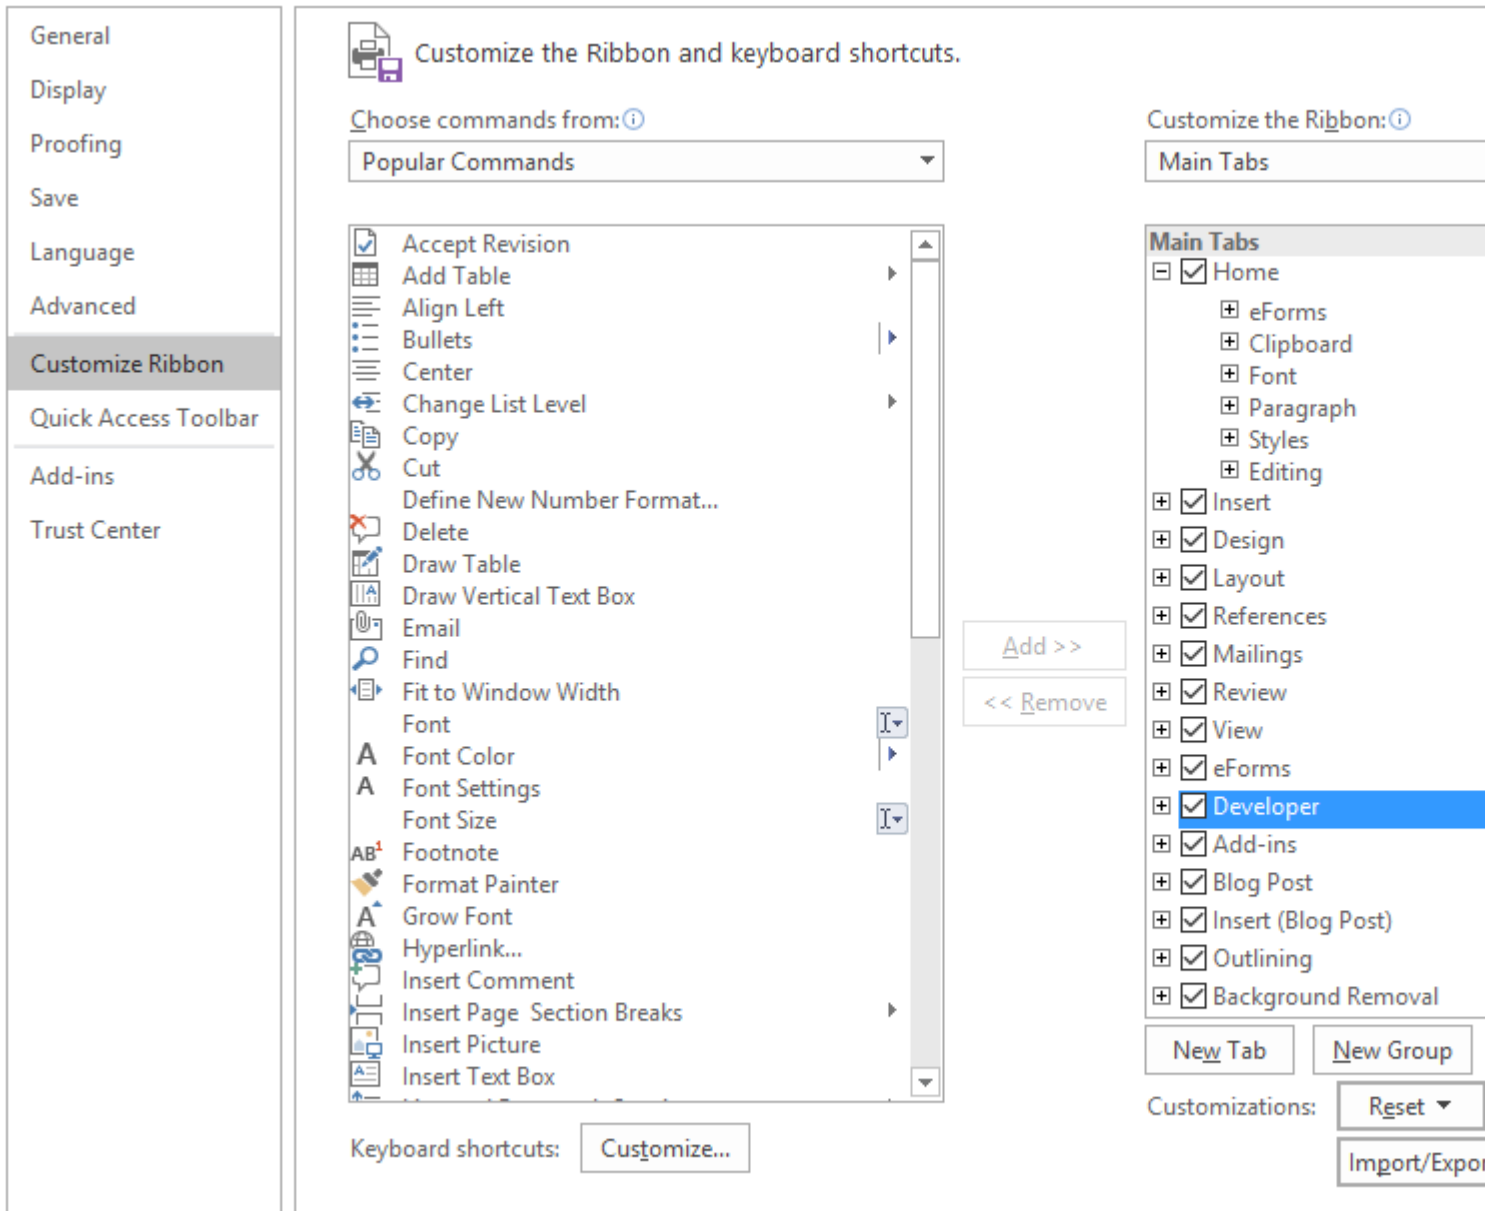 General
Display
Proofing
Save
Language
Advanced
Customize Ribbon
Quick Access Toolbar
Add-ins
Trust Center
Customize the Ribbon and keyboard shortcuts.
Choose commands from:
Popular Commands
Accept Revision
Add Table
Align Left
Bullets
Center
Change List Level
Copy
Cut
Define New Number Format...
Delete
Draw Table
Draw Vertical Text Box
Email
Find
Fit to Window Width
Font
Font Color
Font Settings
Font Size
Footnote
Format Painter
Grow Font
Hyperlink...
Insert Comment
Insert Page  Section Breaks
Insert Picture
Insert Text Box
Keyboard shortcuts: Customize...
Add >>
<< Remove
Customize the Ribbon:
Main Tabs
Main Tabs
Home
eForms
Clipboard
Font
Paragraph
Styles
Editing
Insert
Design
Layout
References
Mailings
Review
View
eForms
Developer
Add-ins
Blog Post
Insert (Blog Post)
Outlining
Background Removal
New Tab New Group
Customizations: Reset
Import/Expor